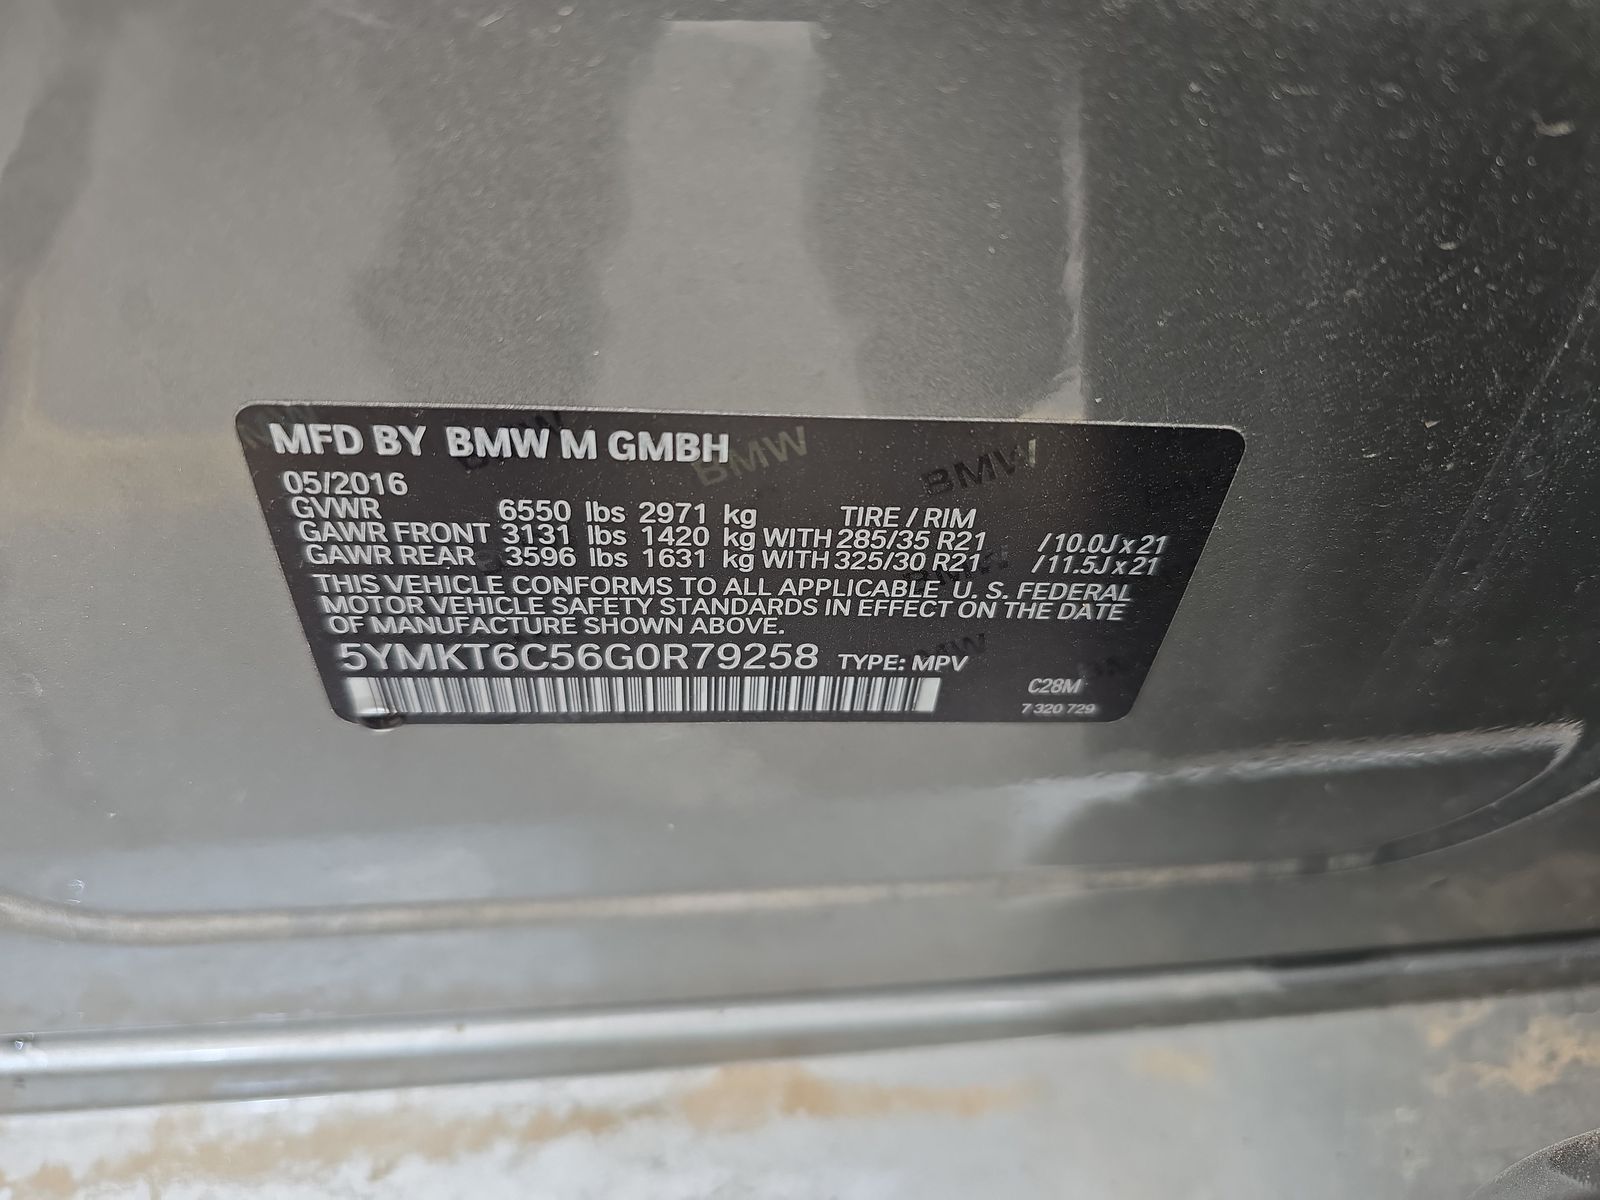 MFD BY BMW M GMBH
05/2016
GVWR 6550 lbs 2971 kg TIRE / RIM
GAWR FRONT 3131 lbs 1420 kg WITH 285/35 R21 /10.0J x 21
GAWR REAR 3596 lbs 1631 kg WITH 325/30 R21 /11.5J x 21
THIS VEHICLE CONFORMS TO ALL APPLICABLE U. S. FEDERAL
MOTOR VEHICLE SAFETY STANDARDS IN EFFECT ON THE DATE
OF MANUFACTURE SHOWN ABOVE.
5YMKT6C56G0R79258 TYPE: MPV
C28M
7 320 729